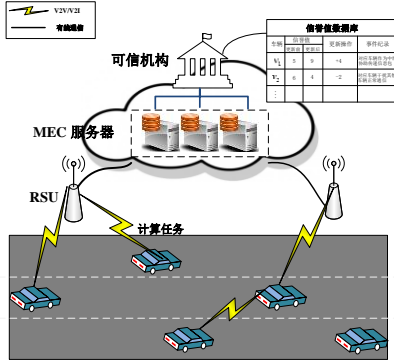 V2V/V2I
有线通信
信誉值数据库
车辆 信誉值 更新操作 事件纪录
更新前 更新后
V1 5 9 +4
V2 6 4 -2
可信机构
MEC 服务器
RSU
计算任务